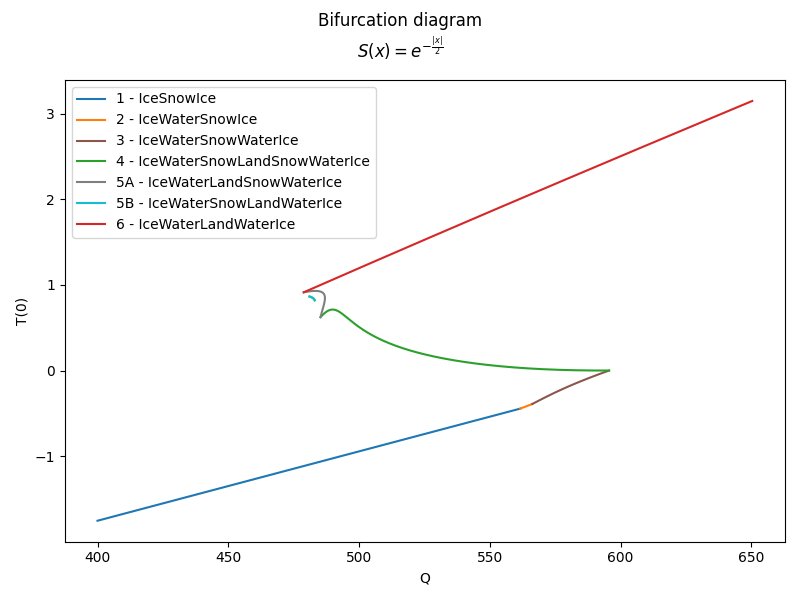 Bifurcation diagram
S(x) = e^{-\frac{|x|}{2}}
1 - IceSnowIce
2 - IceWaterSnowIce
3 - IceWaterSnowWaterIce
4 - IceWaterSnowLandSnowWaterIce
5A - IceWaterLandSnowWaterIce
5B - IceWaterSnowLandWaterIce
6 - IceWaterLandWaterIce
3
2
1
0
−1
T(0)
400 450 500 550 600 650
Q